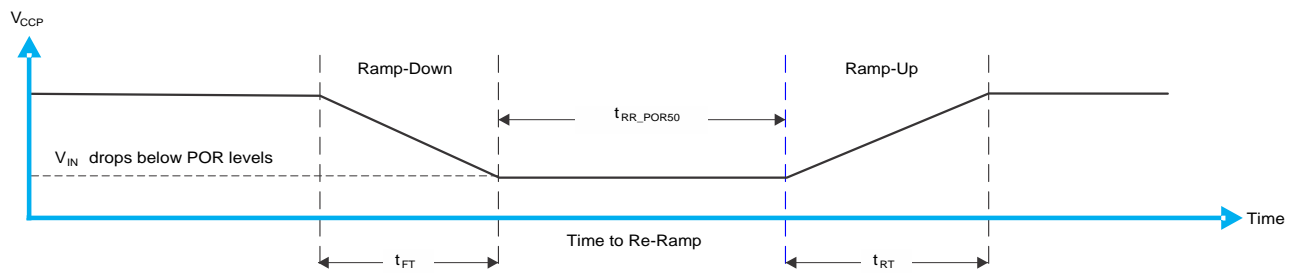 VCCP
Ramp-Down
Ramp-Up
tRR_POR50
VIN drops below POR levels
Time
Time to Re-Ramp
tFT
tRT